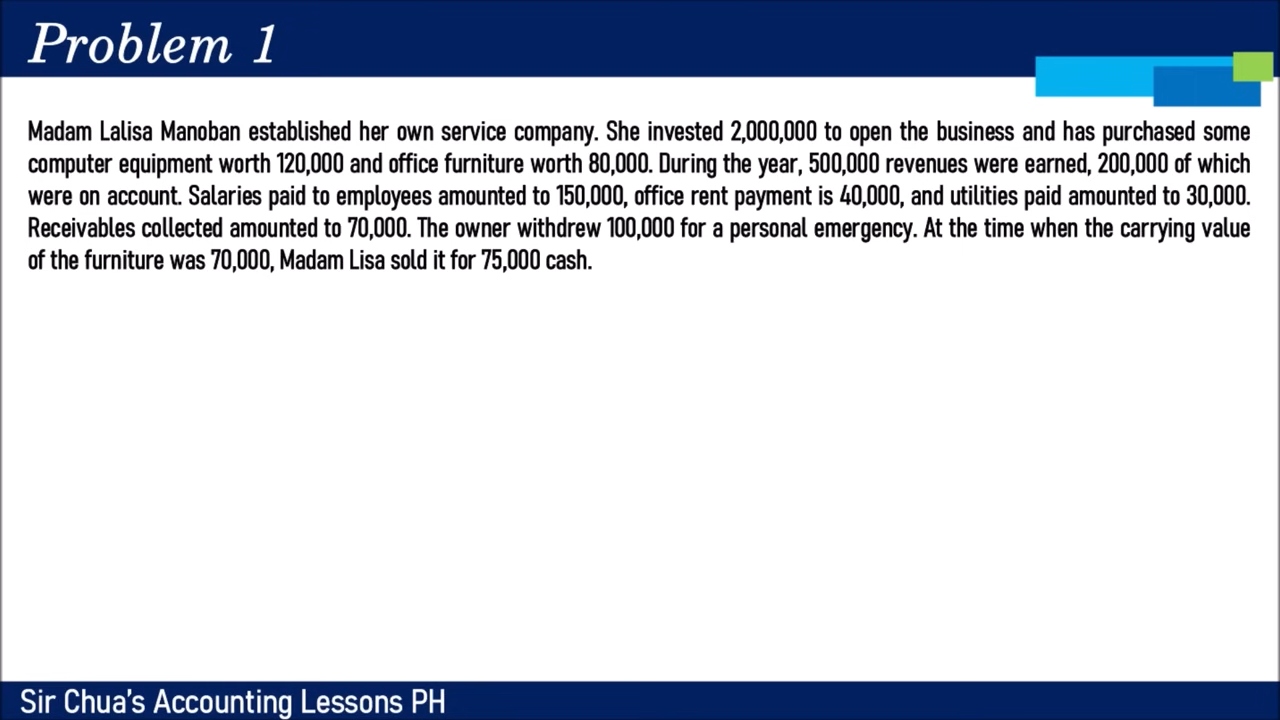 Problem 1
Madam Lalisa Manoban established her own service company. She invested 2,000,000 to open the business and has purchased some
computer equipment worth 120,000 and office furniture worth 80,000. During the year, 500,000 revenues were earned, 200,000 of which
were on account. Salaries paid to employees amounted to 150,000, office rent payment is 40,000, and utilities paid amounted to 30,000.
Receivables collected amounted to 70,000. The owner withdrew 100,000 for a personal emergency. At the time when the carrying value
of the furniture was 70,000, Madam Lisa sold it for 75,000 cash.
Sir Chua's Accounting Lessons PH